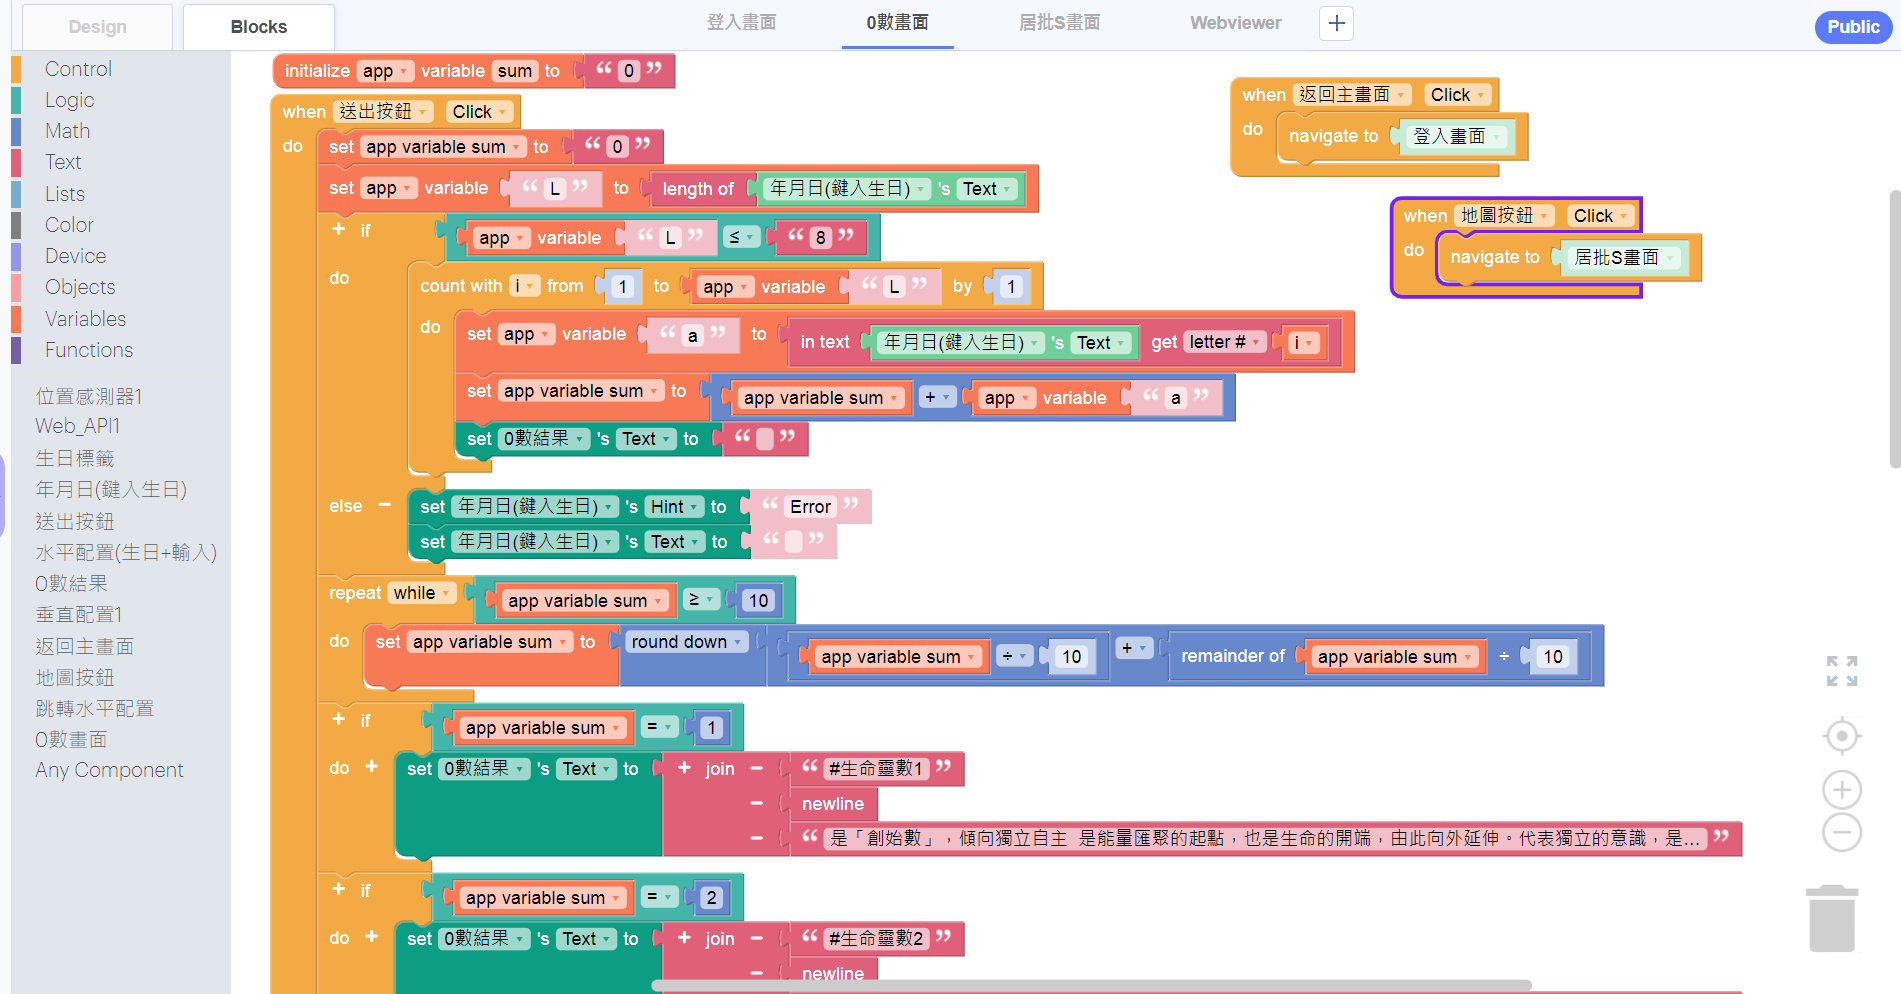 Design
Blocks
登入畫面
0數畫面
居批S畫面
Webviewer
+
Public
Control
Logic
Math
Text
Lists
Color
Device
Objects
Variables
Functions
位置感測器1
Web_API1
生日標籤
年月日(鍵入生日)
送出按鈕
水平配置(生日+輸入)
0數結果
垂直配置1
返回主畫面
地圖按鈕
跳轉水平配置
0數畫面
Any Component
initialize app variable sum to “ 0 ”
when 送出按鈕 Click
do set app variable sum to “ 0 ”
set app variable “ L ” to length of 年月日(鍵入生日) 's Text
+ if app variable “ L ” ≤ “ 8 ”
do count with i from 1 to app variable “ L ” by 1
do set app variable “ a ” to in text 年月日(鍵入生日) 's Text get letter # i
set app variable sum to app variable sum + app variable “ a ”
set 0數結果 's Text to “ ”
else − set 年月日(鍵入生日) 's Hint to “ Error ”
set 年月日(鍵入生日) 's Text to “ ”
repeat while app variable sum ≥ 10
do set app variable sum to round down app variable sum ÷ 10 + remainder of app variable sum ÷ 10
+ if app variable sum = 1
do + set 0數結果 's Text to + join − “ #生命靈數1 ”
− newline
− “ 是「創始數」，傾向獨立自主 是能量匯聚的起點，也是生命的開端，由此向外延伸。代表獨立的意識，是... ”
+ if app variable sum = 2
do + set 0數結果 's Text to + join − “ #生命靈數2 ”
− newline
when 返回主畫面 Click
do navigate to 登入畫面
when 地圖按鈕 Click
do navigate to 居批S畫面